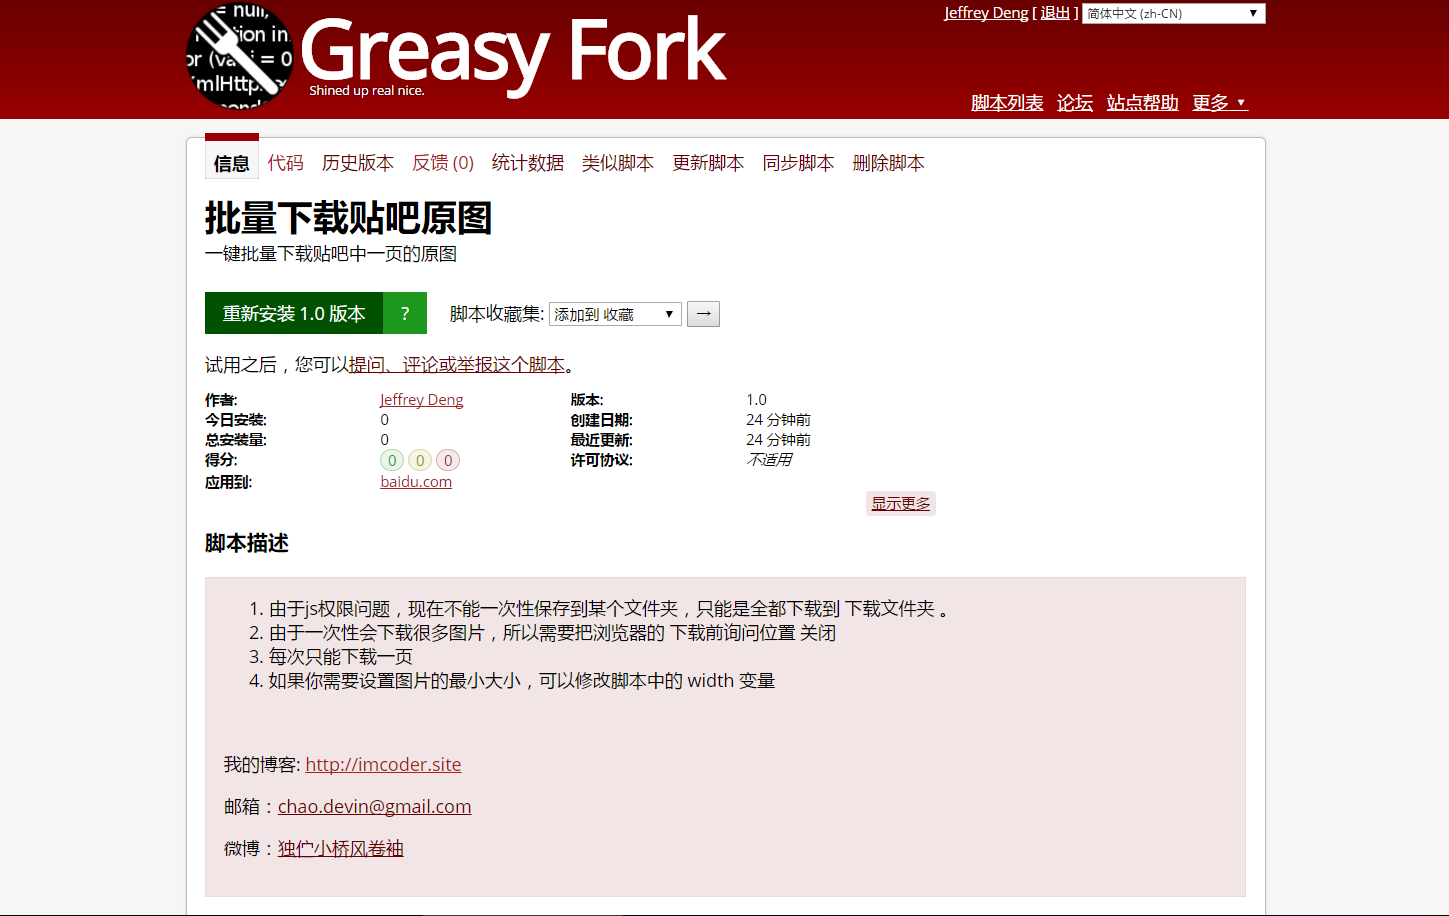 = null,
tion in
or (va i = 0
mlHttp
Greasy Fork
Shined up real nice.
Jeffrey Deng [ 退出 ] 简体中文 (zh-CN)
脚本列表 论坛 站点帮助 更多
信息 代码 历史版本 反馈 (0) 统计数据 类似脚本 更新脚本 同步脚本 删除脚本
批量下载贴吧原图
一键批量下载贴吧中一页的原图
重新安装 1.0 版本 ? 脚本收藏集: 添加到 收藏 →
试用之后，您可以提问、评论或举报这个脚本。
作者: Jeffrey Deng 版本: 1.0
今日安装: 0 创建日期: 24 分钟前
总安装量: 0 最近更新: 24 分钟前
得分: 0 0 0 许可协议: 不适用
应用到: baidu.com
显示更多
脚本描述
1. 由于js权限问题，现在不能一次性保存到某个文件夹，只能是全都下载到 下载文件夹 。
2. 由于一次性会下载很多图片，所以需要把浏览器的 下载前询问位置 关闭
3. 每次只能下载一页
4. 如果你需要设置图片的最小大小，可以修改脚本中的 width 变量
我的博客: http://imcoder.site
邮箱：chao.devin@gmail.com
微博：独伫小桥风卷袖